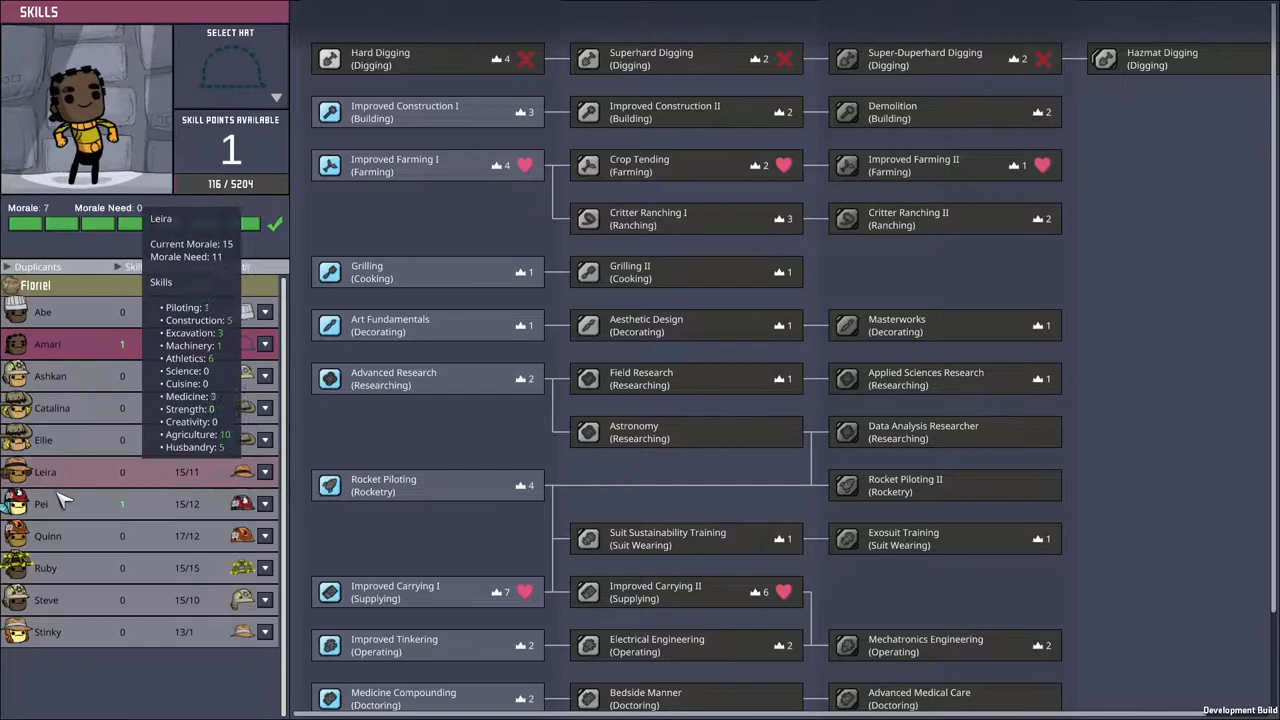 SKILLS
SELECT HAT
SKILL POINTS AVAILABLE
1
116 / 5204
Morale: 7
Morale Need: 0
Leira
Current Morale: 15
Morale Need: 11
Skills
• Piloting: 1
• Construction: 5
• Excavation: 3
• Machinery: 1
• Athletics: 6
• Science: 0
• Cuisine: 0
• Medicine: 3
• Strength: 0
• Creativity: 0
• Agriculture: 10
• Husbandry: 5
Duplicants
Floriel
Abe 0
Amari 1
Ashkan 0
Catalina 0
Ellie 0
Leira 0 15/11
Pei 1 15/12
Quinn 0 17/12
Ruby 0 15/15
Steve 0 15/10
Stinky 0 13/1
Hard Digging
(Digging)
4
Superhard Digging
(Digging)
2
Super-Duperhard Digging
(Digging)
2
Hazmat Digging
(Digging)
Improved Construction I
(Building)
3
Improved Construction II
(Building)
2
Demolition
(Building)
2
Improved Farming I
(Farming)
4
Crop Tending
(Farming)
2
Improved Farming II
(Farming)
1
Critter Ranching I
(Ranching)
3
Critter Ranching II
(Ranching)
2
Grilling
(Cooking)
1
Grilling II
(Cooking)
1
Art Fundamentals
(Decorating)
1
Aesthetic Design
(Decorating)
1
Masterworks
(Decorating)
1
Advanced Research
(Researching)
2
Field Research
(Researching)
1
Applied Sciences Research
(Researching)
1
Astronomy
(Researching)
Data Analysis Researcher
(Researching)
Rocket Piloting
(Rocketry)
4
Rocket Piloting II
(Rocketry)
Suit Sustainability Training
(Suit Wearing)
1
Exosuit Training
(Suit Wearing)
1
Improved Carrying I
(Supplying)
7
Improved Carrying II
(Supplying)
6
Improved Tinkering
(Operating)
2
Electrical Engineering
(Operating)
2
Mechatronics Engineering
(Operating)
2
Medicine Compounding
(Doctoring)
2
Bedside Manner
(Doctoring)
1
Advanced Medical Care
(Doctoring)
1
Development Build